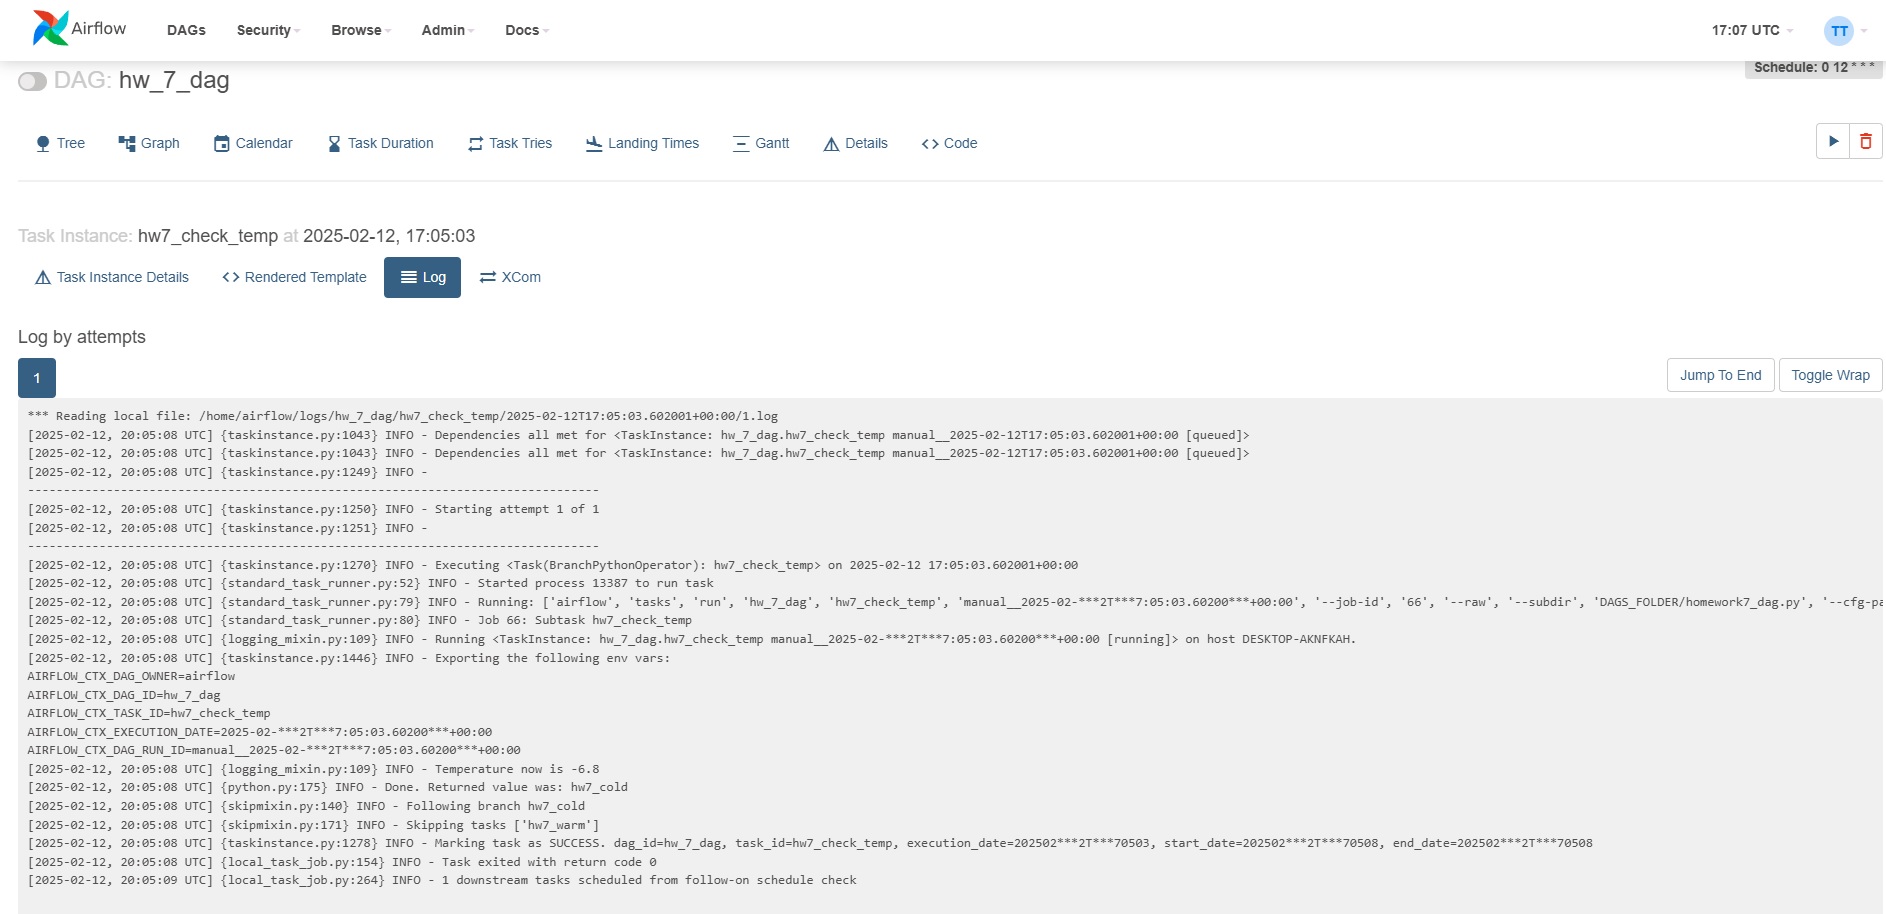 Airflow DAGs Security Browse Admin Docs 17:07 UTC TT
DAG: hw_7_dag
Schedule: 0 12 * * *
Tree Graph Calendar Task Duration Task Tries Landing Times Gantt Details Code
Task Instance: hw7_check_temp at 2025-02-12, 17:05:03
Task Instance Details Rendered Template Log XCom
Log by attempts
1
Jump To End Toggle Wrap
*** Reading local file: /home/airflow/logs/hw_7_dag/hw7_check_temp/2025-02-12T17:05:03.602001+00:00/1.log
[2025-02-12, 20:05:08 UTC] {taskinstance.py:1043} INFO - Dependencies all met for <TaskInstance: hw_7_dag.hw7_check_temp manual__2025-02-12T17:05:03.602001+00:00 [queued]>
[2025-02-12, 20:05:08 UTC] {taskinstance.py:1043} INFO - Dependencies all met for <TaskInstance: hw_7_dag.hw7_check_temp manual__2025-02-12T17:05:03.602001+00:00 [queued]>
[2025-02-12, 20:05:08 UTC] {taskinstance.py:1249} INFO -
--------------------------------------------------------------------------------
[2025-02-12, 20:05:08 UTC] {taskinstance.py:1250} INFO - Starting attempt 1 of 1
[2025-02-12, 20:05:08 UTC] {taskinstance.py:1251} INFO -
--------------------------------------------------------------------------------
[2025-02-12, 20:05:08 UTC] {taskinstance.py:1270} INFO - Executing <Task(BranchPythonOperator): hw7_check_temp> on 2025-02-12 17:05:03.602001+00:00
[2025-02-12, 20:05:08 UTC] {standard_task_runner.py:52} INFO - Started process 13387 to run task
[2025-02-12, 20:05:08 UTC] {standard_task_runner.py:79} INFO - Running: ['airflow', 'tasks', 'run', 'hw_7_dag', 'hw7_check_temp', 'manual__2025-02-***2T***7:05:03.60200***+00:00', '--job-id', '66', '--raw', '--subdir', 'DAGS_FOLDER/homework7_dag.py', '--cfg-pa
[2025-02-12, 20:05:08 UTC] {standard_task_runner.py:80} INFO - Job 66: Subtask hw7_check_temp
[2025-02-12, 20:05:08 UTC] {logging_mixin.py:109} INFO - Running <TaskInstance: hw_7_dag.hw7_check_temp manual__2025-02-***2T***7:05:03.60200***+00:00 [running]> on host DESKTOP-AKNFKAH.
[2025-02-12, 20:05:08 UTC] {taskinstance.py:1446} INFO - Exporting the following env vars:
AIRFLOW_CTX_DAG_OWNER=airflow
AIRFLOW_CTX_DAG_ID=hw_7_dag
AIRFLOW_CTX_TASK_ID=hw7_check_temp
AIRFLOW_CTX_EXECUTION_DATE=2025-02-***2T***7:05:03.60200***+00:00
AIRFLOW_CTX_DAG_RUN_ID=manual__2025-02-***2T***7:05:03.60200***+00:00
[2025-02-12, 20:05:08 UTC] {logging_mixin.py:109} INFO - Temperature now is -6.8
[2025-02-12, 20:05:08 UTC] {python.py:175} INFO - Done. Returned value was: hw7_cold
[2025-02-12, 20:05:08 UTC] {skipmixin.py:140} INFO - Following branch hw7_cold
[2025-02-12, 20:05:08 UTC] {skipmixin.py:171} INFO - Skipping tasks ['hw7_warm']
[2025-02-12, 20:05:08 UTC] {taskinstance.py:1278} INFO - Marking task as SUCCESS. dag_id=hw_7_dag, task_id=hw7_check_temp, execution_date=202502***2T***70503, start_date=202502***2T***70508, end_date=202502***2T***70508
[2025-02-12, 20:05:08 UTC] {local_task_job.py:154} INFO - Task exited with return code 0
[2025-02-12, 20:05:09 UTC] {local_task_job.py:264} INFO - 1 downstream tasks scheduled from follow-on schedule check